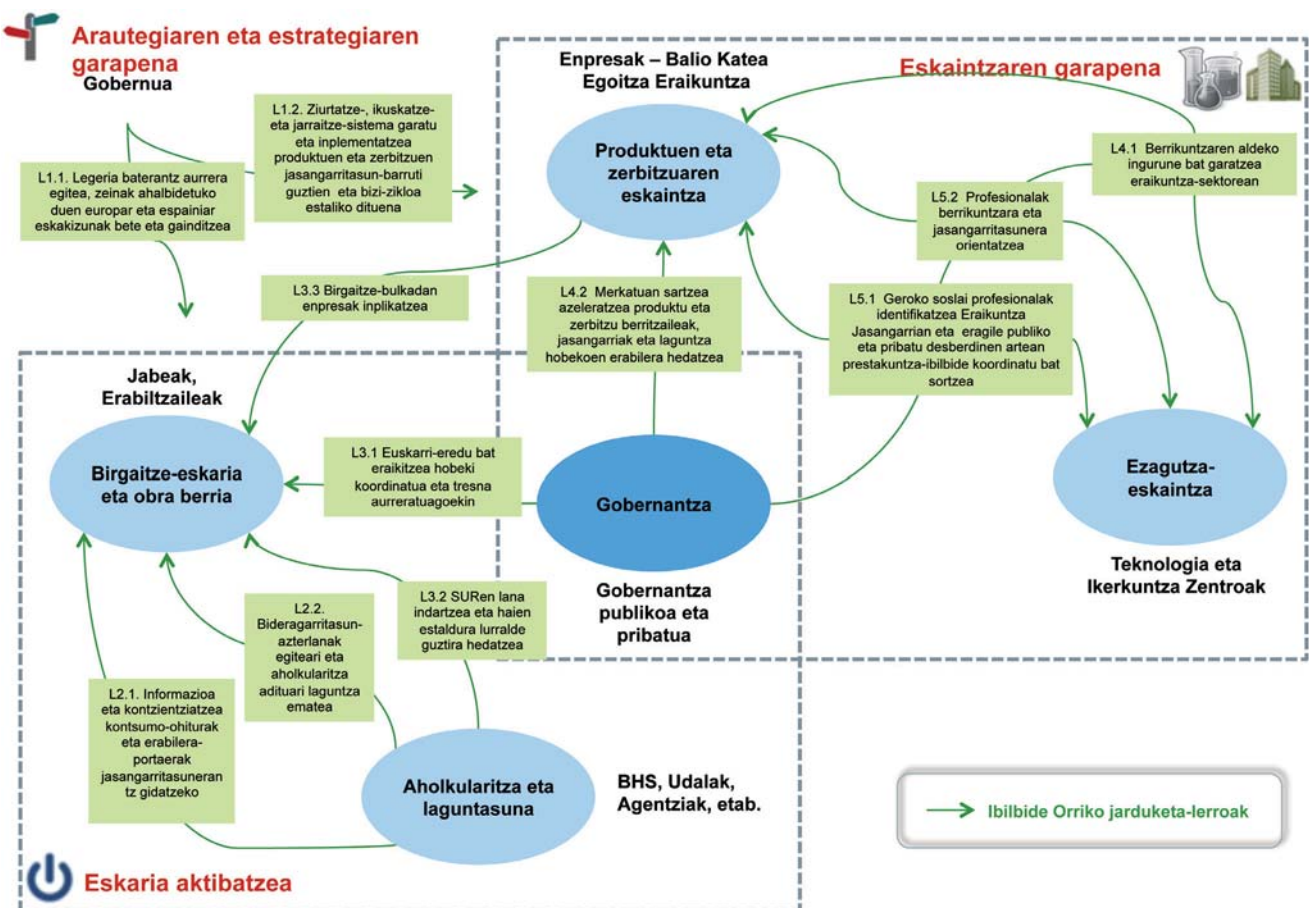 Arautegiaren eta estrategiaren
garapena
Gobernua
L1.2. Ziurtatze-, ikuskatze-
eta jarraitze-sistema garatu
eta inplementatzea
produktuen eta zerbitzuen
jasangarritasun-barruti
guztien eta bizi-zikloa
estaliko dituena
L1.1. Legeria baterantz aurrera
egitea, zeinak ahalbidetuko
duen europar eta espainiar
eskakizunak bete eta gainditzea
Enpresak – Balio Katea
Egoitza Eraikuntza
Eskaintzaren garapena
Produktuen eta
zerbitzuaren
eskaintza
L4.1 Berrikuntzaren aldeko
ingurune bat garatzea
eraikuntza-sektorean
L5.2 Profesionalak
berrikuntzara eta
jasangarritasunera
orientatzea
L3.3 Birgaitze-bulkadan
enpresak inplikatzea
L4.2 Merkatuan sartzea
azeleratzea produktu eta
zerbitzu berritzaileak,
jasangarriak eta laguntza
hobekoen erabilera hedatzea
L5.1 Geroko soslai profesionalak
identifikatzea Eraikuntza
Jasangarrian eta eragile publiko
eta pribatu desberdinen artean
prestakuntza-ibilbide koordinatu bat
sortzea
Jabeak,
Erabiltzaileak
Birgaitze-eskaria
eta obra berria
L3.1 Euskarri-eredu bat
eraikitzea hobeki
koordinatua eta tresna
aurreratuagoekin
Gobernantza
Ezagutza-
eskaintza
Teknologia eta
Ikerkuntza Zentroak
Gobernantza
publikoa eta
pribatua
L3.2 SURen lana
indartzea eta haien
estaldura lurralde
guztira hedatzea
L2.2.
Bideragarritasun-
azterlanak
egiteari eta
aholkularitza
adituari laguntza
ematea
L2.1. Informazioa
eta kontzientziatzea
kontsumo-ohiturak
eta erabilera-
portaerak
jasangarritasuneran
tz gidatzeko
Aholkularitza eta
laguntasuna
BHS, Udalak,
Agentziak, etab.
Ibilbide Orriko jarduketa-lerroak
Eskaria aktibatzea